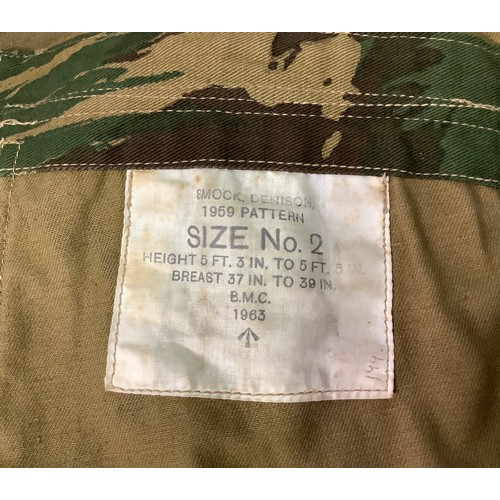 SMOCK, DENISON,
1959 PATTERN
SIZE No. 2
HEIGHT 5 FT. 3 IN. TO 5 FT. 5 IN.
BREAST 37 IN. TO 39 IN.
B.M.C.
1963